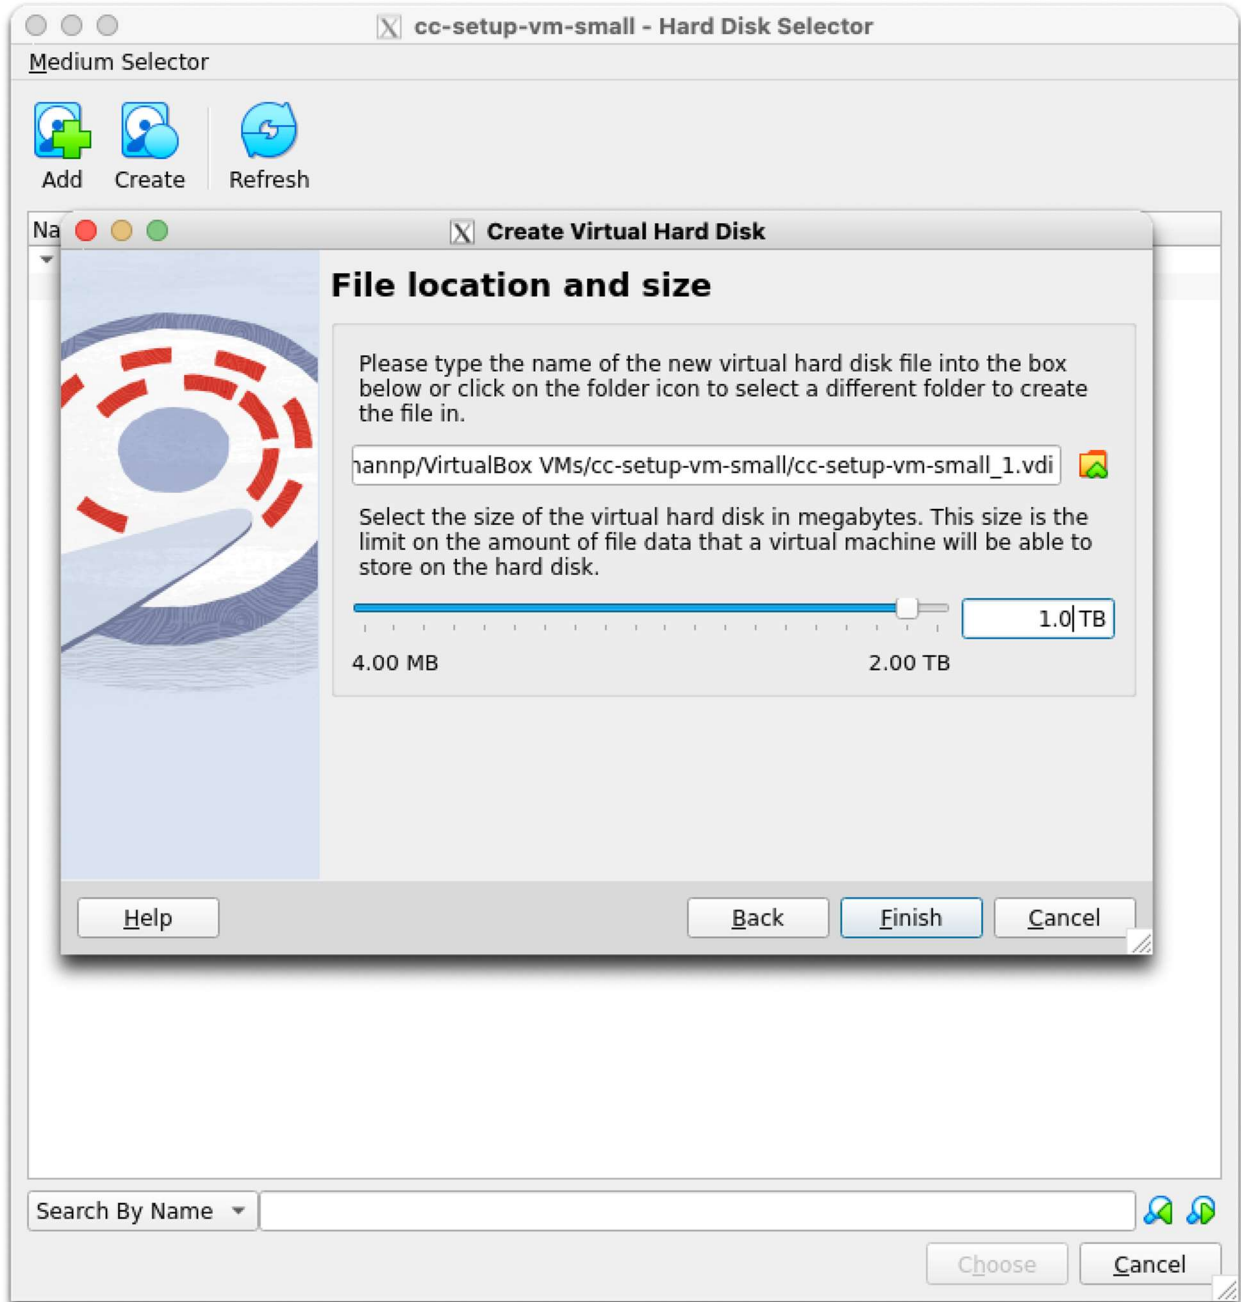 cc-setup-vm-small - Hard Disk Selector
Medium Selector
Add Create Refresh
Na
Create Virtual Hard Disk
File location and size
Please type the name of the new virtual hard disk file into the box
below or click on the folder icon to select a different folder to create
the file in.
nannp/VirtualBox VMs/cc-setup-vm-small/cc-setup-vm-small_1.vdi
Select the size of the virtual hard disk in megabytes. This size is the
limit on the amount of file data that a virtual machine will be able to
store on the hard disk.
1.0 TB
4.00 MB 2.00 TB
Help Back Finish Cancel
Search By Name
Choose Cancel